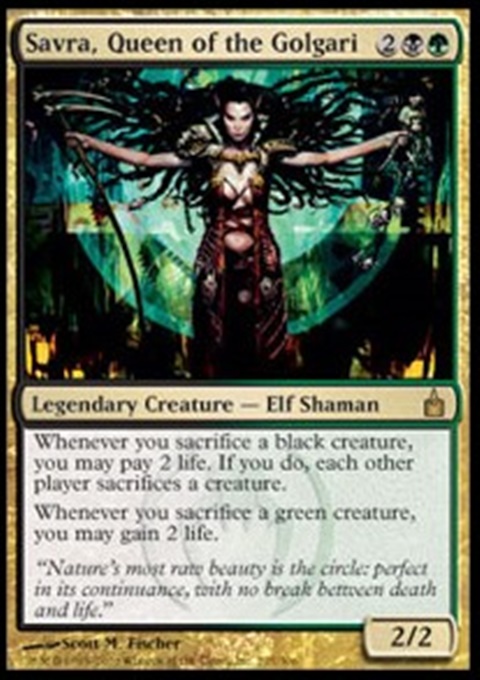 Savra, Queen of the Golgari 2
Legendary Creature — Elf Shaman
Whenever you sacrifice a black creature,
you may pay 2 life. If you do, each other
player sacrifices a creature.
Whenever you sacrifice a green creature,
you may gain 2 life.
“Nature's most raw beauty is the circle: perfect
in its continuance, with no break between death
and life.”
2/2
Scott M. Fischer